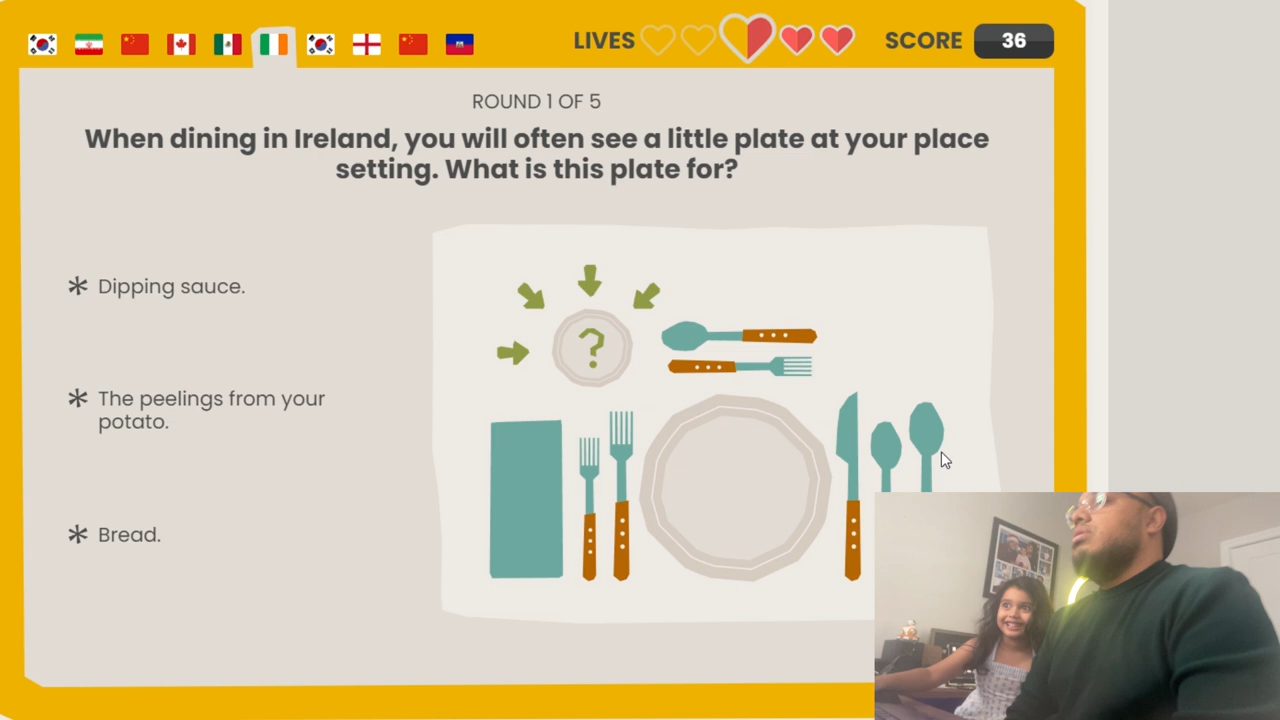 LIVES
SCORE
36
ROUND 1 OF 5
When dining in Ireland, you will often see a little plate at your place
setting. What is this plate for?
* Dipping sauce.
* The peelings from your
potato.
* Bread.
?